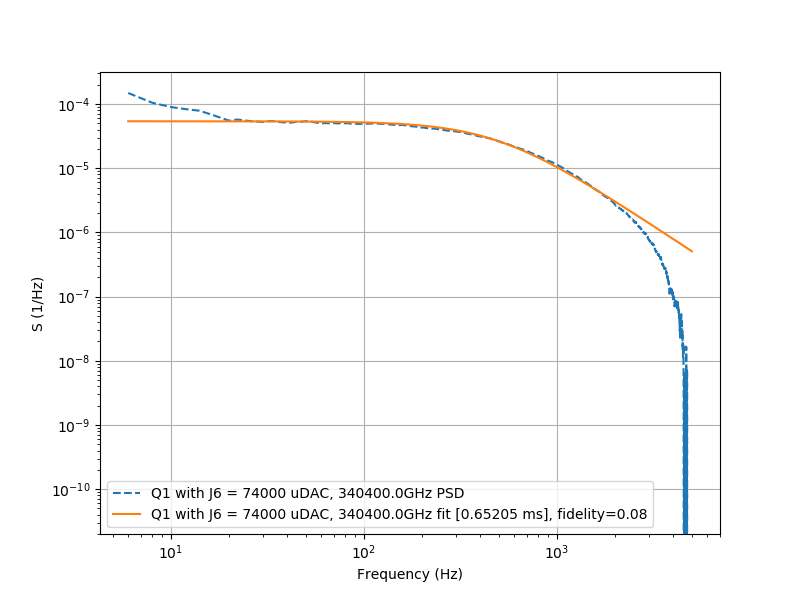 10⁻⁴
10⁻⁵
10⁻⁶
10⁻⁷
10⁻⁸
10⁻⁹
10⁻¹⁰
S (1/Hz)
Q1 with J6 = 74000 uDAC, 340400.0GHz PSD
Q1 with J6 = 74000 uDAC, 340400.0GHz fit [0.65205 ms], fidelity=0.08
10¹ 10² 10³
Frequency (Hz)